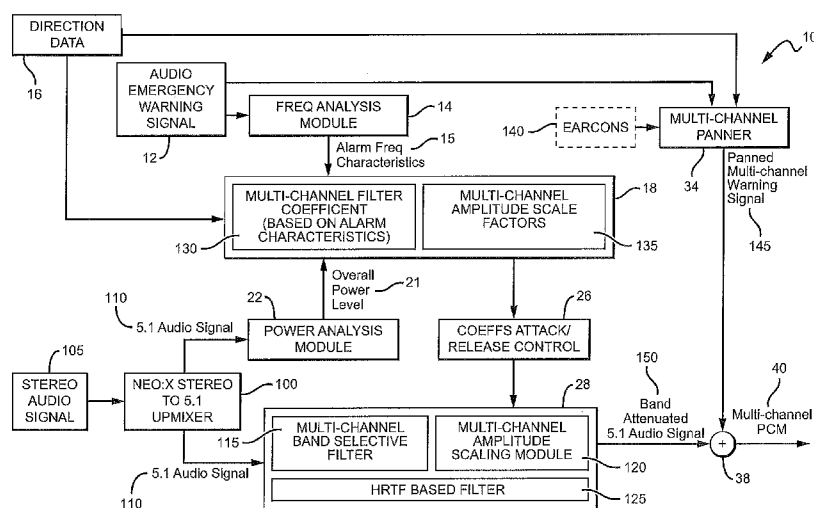 DIRECTION
DATA
16
10
AUDIO
EMERGENCY
WARNING
SIGNAL
12
FREQ ANALYSIS
MODULE
14
15
Alarm Freq
Characteristics
140
EARCONS
MULTI-CHANNEL
PANNER
34
Panned
Multi-channel
Warning
Signal
145
18
MULTI-CHANNEL FILTER
COEFFICENT
(BASED ON ALARM
CHARACTERISTICS)
130
MULTI-CHANNEL
AMPLITUDE SCALE
FACTORS
135
Overall
Power
Level
21
110
5.1 Audio Signal
22
POWER ANALYSIS
MODULE
26
COEFFS ATTACK/
RELEASE CONTROL
105
STEREO
AUDIO
SIGNAL
NEO:X STEREO
TO 5.1
UPMIXER
100
28
115
MULTI-CHANNEL
BAND SELECTIVE
FILTER
MULTI-CHANNEL
AMPLITUDE
SCALING MODULE
120
HRTF BASED FILTER
125
5.1 Audio Signal
110
150
Band
Attenuated
5.1 Audio Signal
40
Multi-channel
PCM
+
38